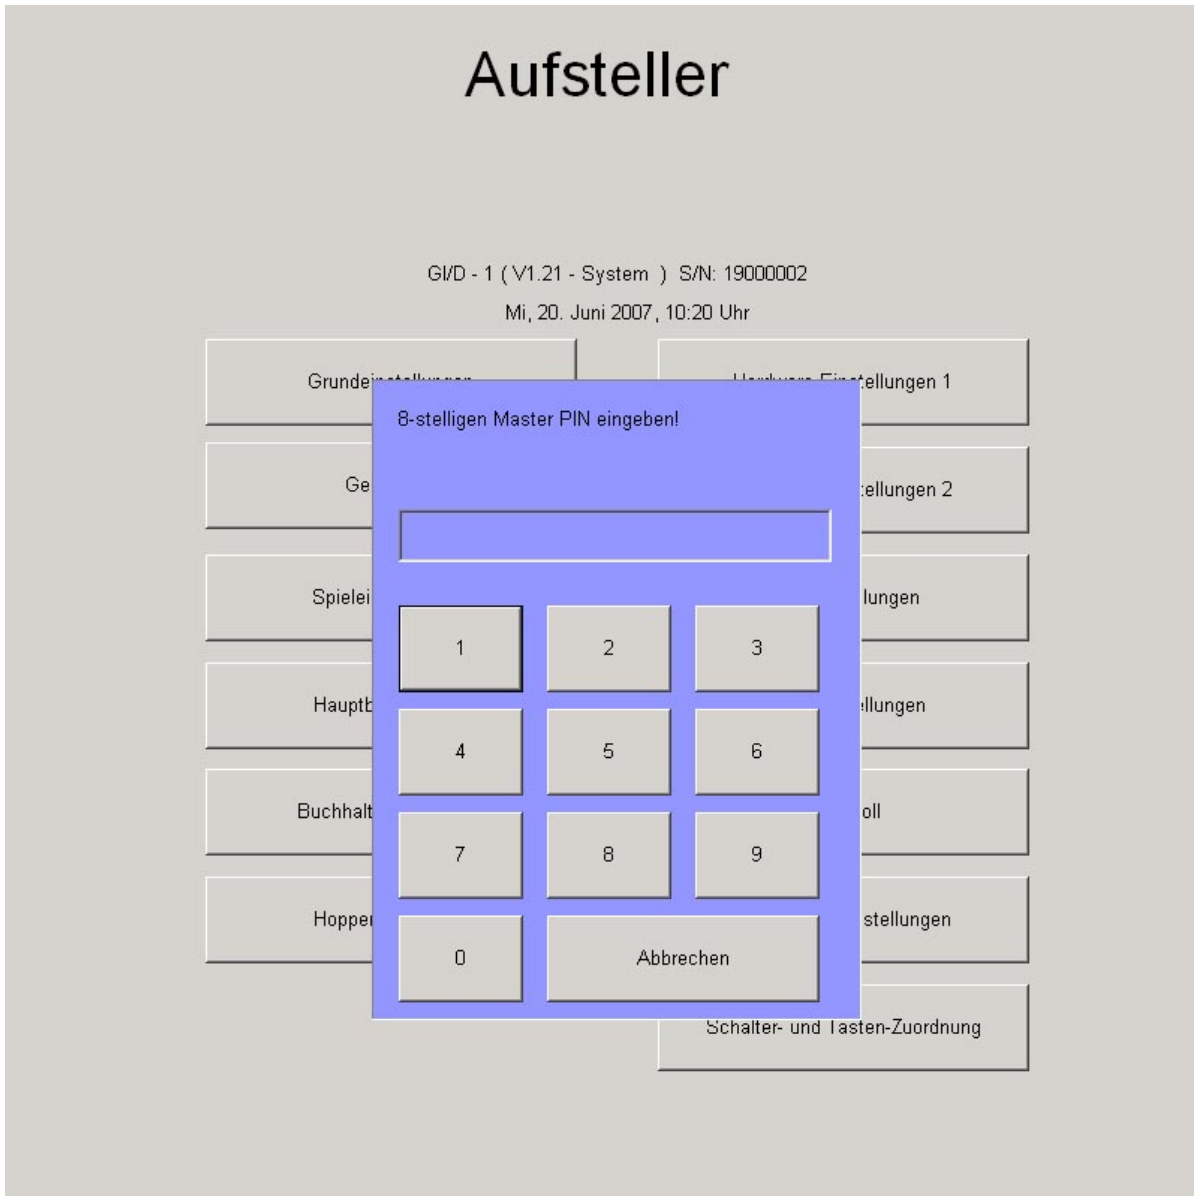 Aufsteller
GI/D - 1 ( V1.21 - System ) S/N: 19000002
Mi, 20. Juni 2007, 10:20 Uhr
Hardware Einstellungen 1
8-stelligen Master PIN eingeben!
Ge
tellungen 2
Spielei
lungen
1
2
3
Hauptb
llungen
4
5
6
Buchhalt
oll
7
8
9
Hopper
stellungen
0
Abbrechen
Schalter- und Tasten-Zuordnung